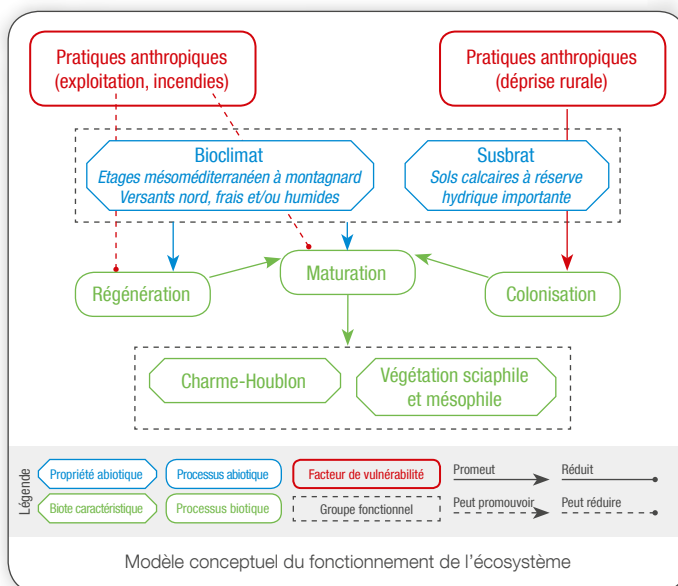 Pratiques anthropiques
(exploitation, incendies)
Pratiques anthropiques
(déprise rurale)
Bioclimat
Etages mésoméditerranéen à montagnard
Versants nord, frais et/ou humides
Susbrat
Sols calcaires à réserve
hydrique importante
Régénération
Maturation
Colonisation
Charme-Houblon
Végétation sciaphile
et mésophile
Légende
Propriété abiotique
Processus abiotique
Facteur de vulnérabilité
Promeut
Réduit
Biote caractéristique
Processus biotique
Groupe fonctionnel
Peut promouvoir
Peut réduire
Modèle conceptuel du fonctionnement de l'écosystème